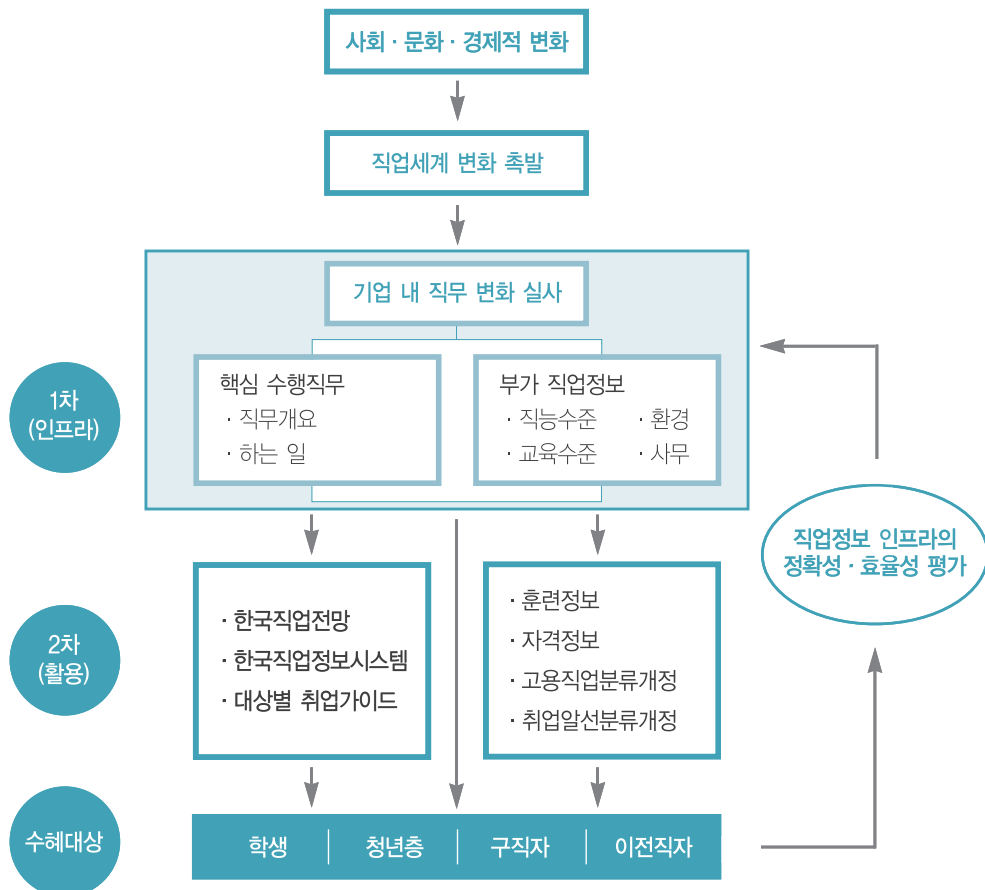 사회 · 문화 · 경제적 변화
직업세계 변화 촉발
기업 내 직무 변화 실사
1차
(인프라)
핵심 수행직무
· 직무개요
· 하는 일
부가 직업정보
· 직능수준 · 환경
· 교육수준 · 사무
직업정보 인프라의
정확성 · 효율성 평가
2차
(활용)
· 한국직업전망
· 한국직업정보시스템
· 대상별 취업가이드
· 훈련정보
· 자격정보
· 고용직업분류개정
· 취업알선분류개정
수혜대상
학생 청년층 구직자 이전직자